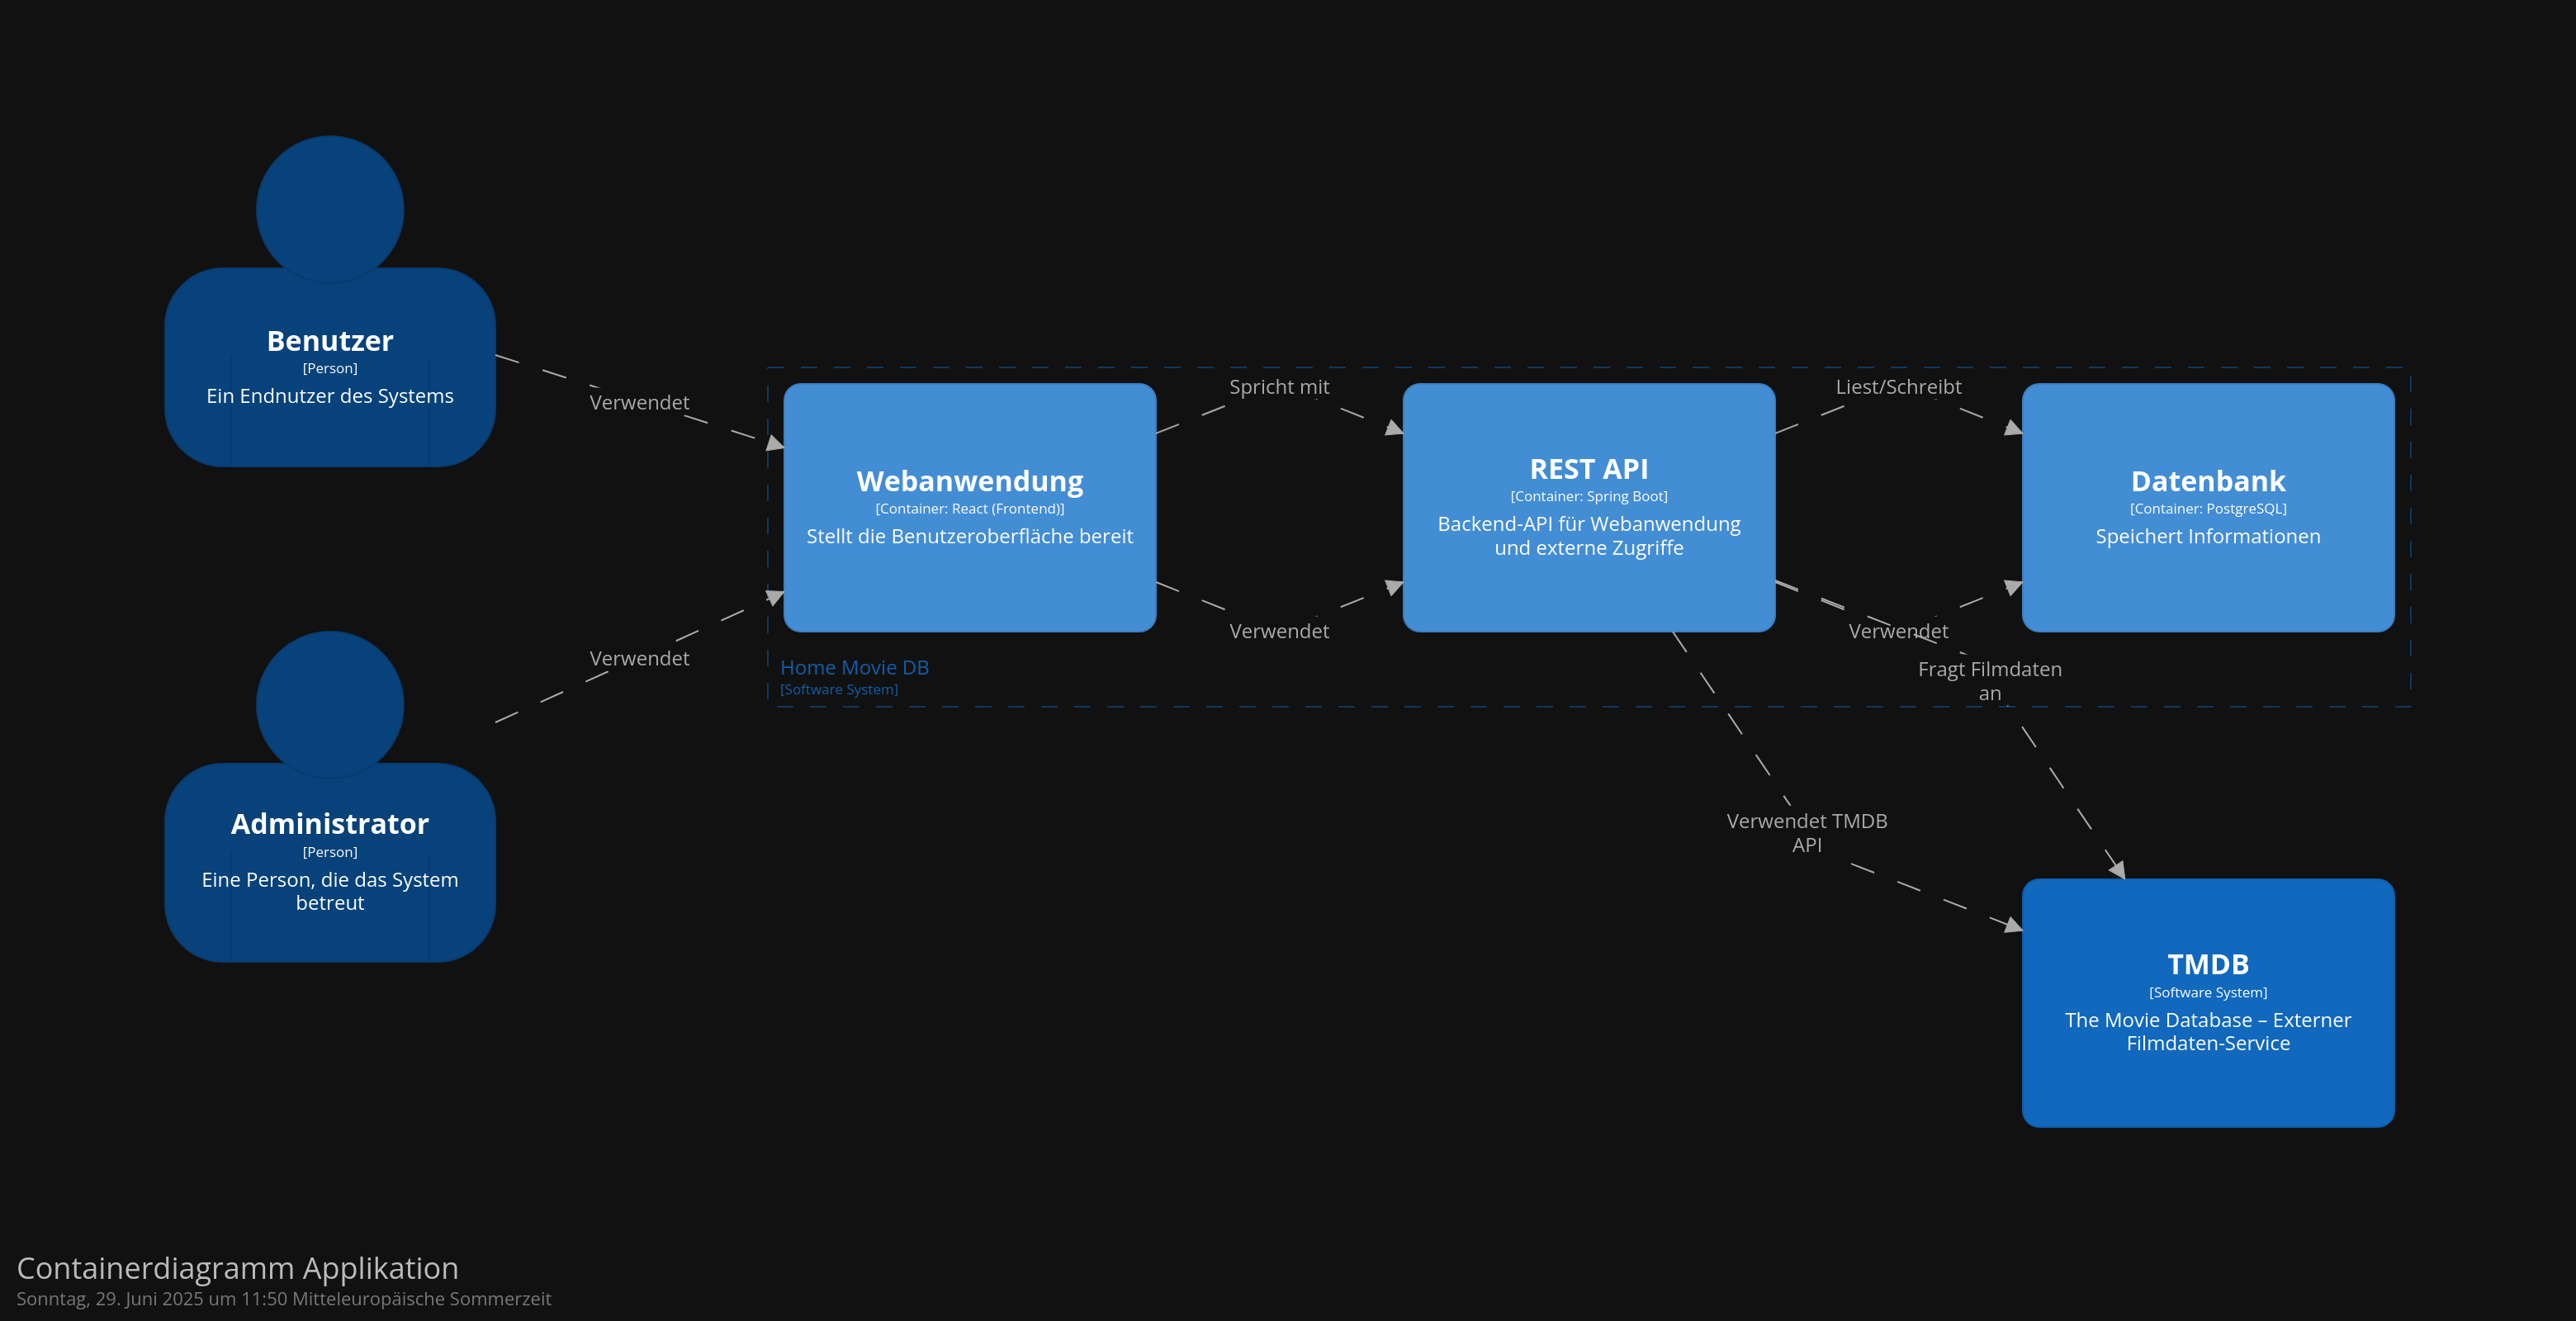 Benutzer
[Person]
Ein Endnutzer des Systems
Verwendet
Administrator
[Person]
Eine Person, die das System
betreut
Verwendet
Webanwendung
[Container: React (Frontend)]
Stellt die Benutzeroberfläche bereit
Home Movie DB
[Software System]
Spricht mit
Verwendet
REST API
[Container: Spring Boot]
Backend-API für Webanwendung
und externe Zugriffe
Liest/Schreibt
Verwendet
Fragt Filmdaten
an
Verwendet TMDB
API
Datenbank
[Container: PostgreSQL]
Speichert Informationen
TMDB
[Software System]
The Movie Database – Externer
Filmdaten-Service
Containerdiagramm Applikation
Sonntag, 29. Juni 2025 um 11:50 Mitteleuropäische Sommerzeit